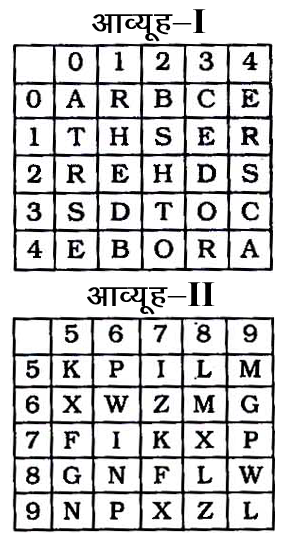 आव्यूह–I
0 1 2 3 4
0 A R B C E
1 T H S E R
2 R E H D S
3 S D T O C
4 E B O R A
आव्यूह–II
5 6 7 8 9
5 K P I L M
6 X W Z M G
7 F I K X P
8 G N F L W
9 N P X Z L